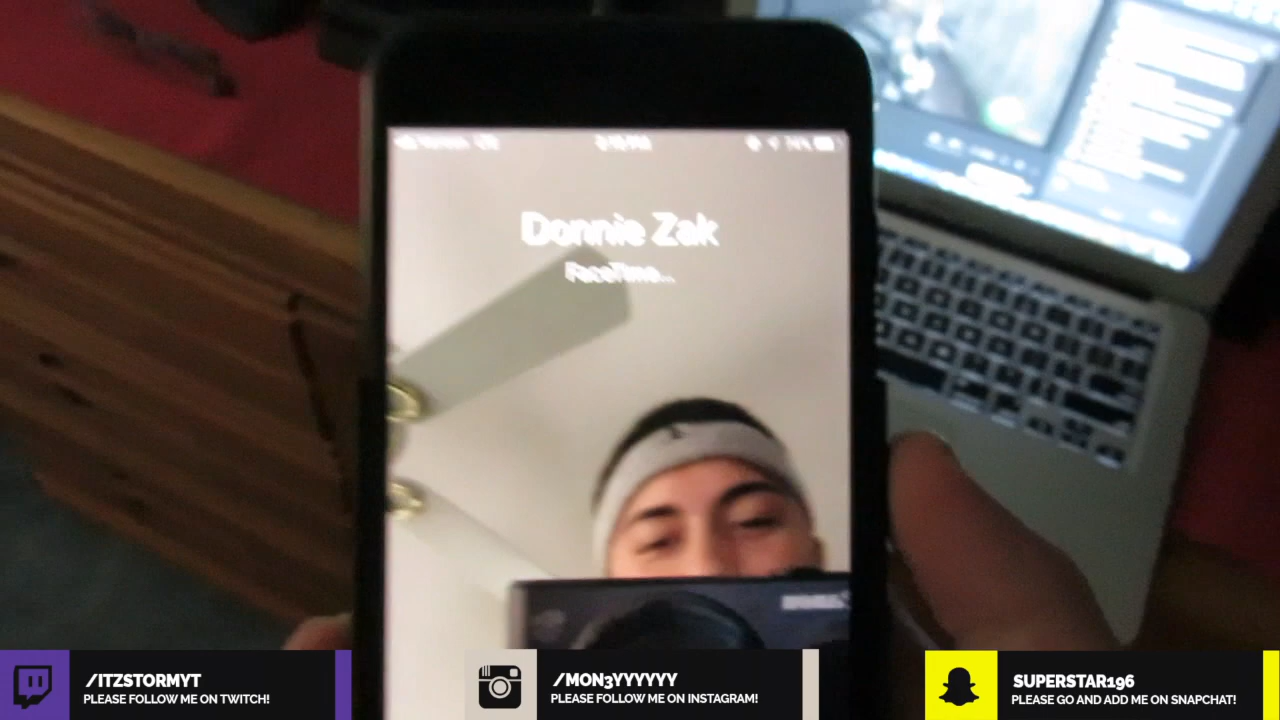 Donnie Zak
FaceTime...
/ITZSTORMYT
PLEASE FOLLOW ME ON TWITCH!
/MON3YYYYYY
PLEASE FOLLOW ME ON INSTAGRAM!
SUPERSTAR196
PLEASE GO AND ADD ME ON SNAPCHAT!